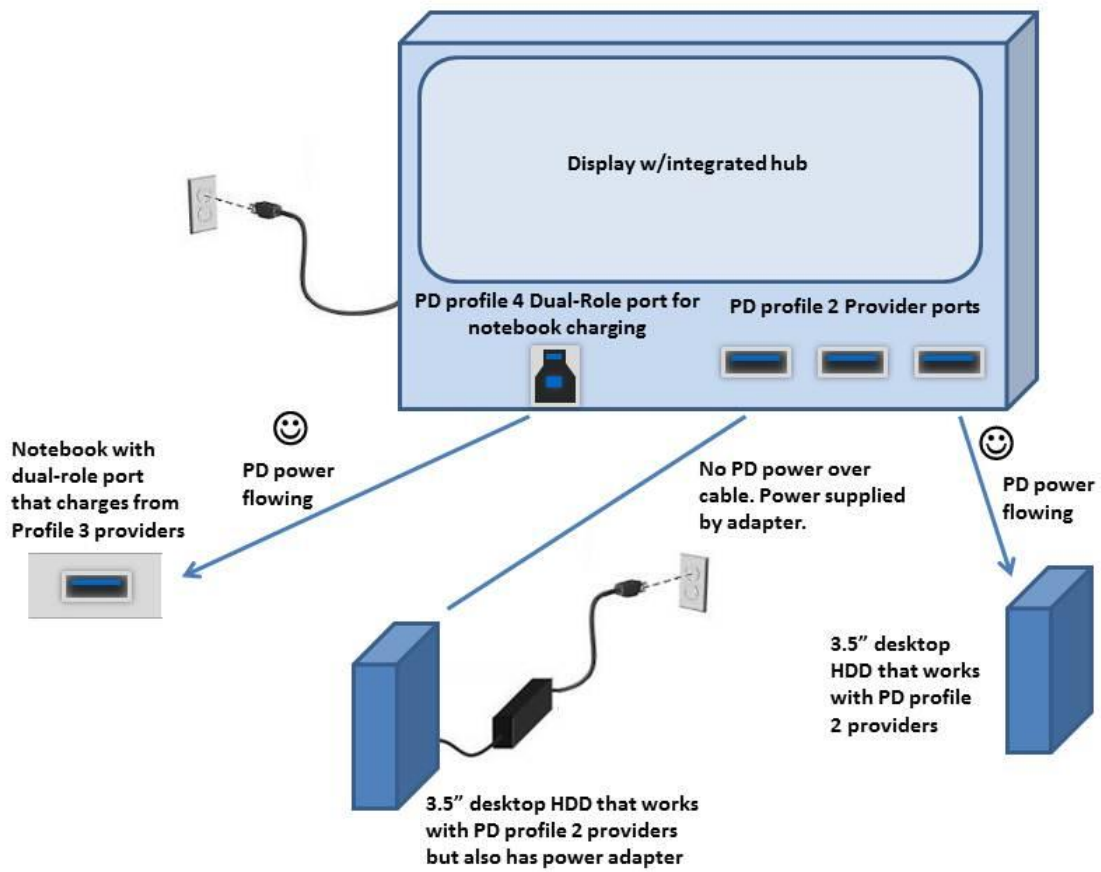 Display w/integrated hub
PD profile 4 Dual-Role port for
notebook charging
PD profile 2 Provider ports
Notebook with
dual-role port
that charges from
Profile 3 providers
PD power
flowing
No PD power over
cable. Power supplied
by adapter.
PD power
flowing
3.5” desktop
HDD that works
with PD profile
2 providers
3.5” desktop HDD that works
with PD profile 2 providers
but also has power adapter